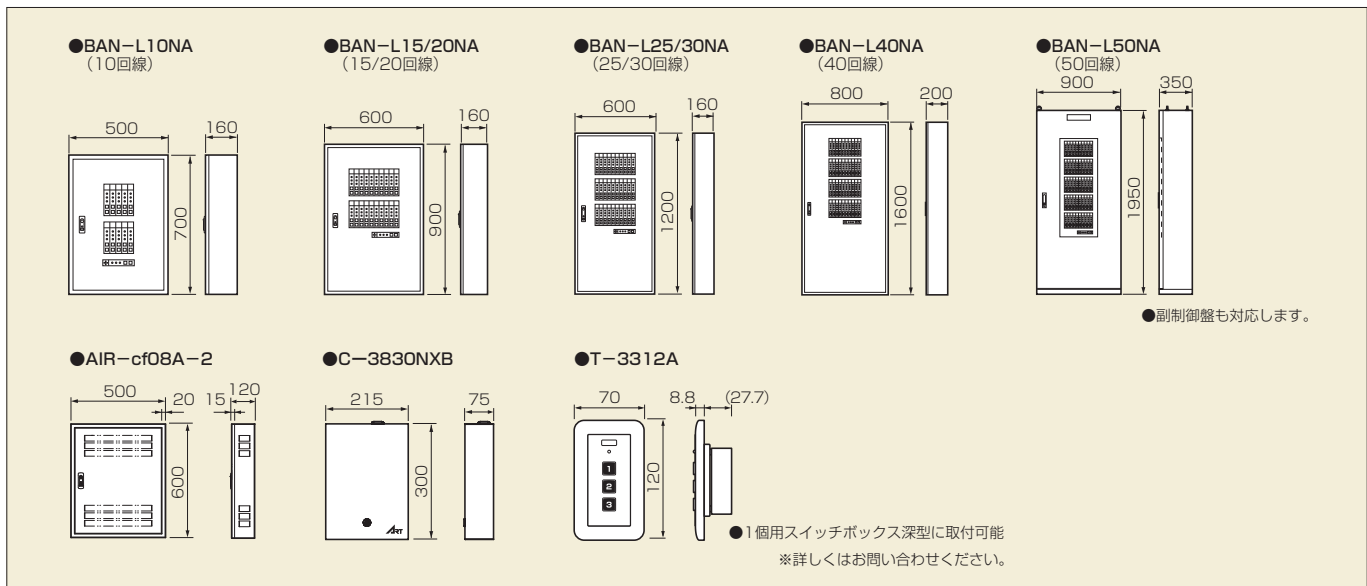 ●BAN−L10NA
（10回線）
500
160
700
●BAN−L15/20NA
（15/20回線）
600
160
900
●BAN−L25/30NA
（25/30回線）
600
160
1200
●BAN−L40NA
（40回線）
800
200
1600
●BAN−L50NA
（50回線）
900
350
1950
●副制御盤も対応します。
●AIR−cf08A−2
500
20
15
120
600
●C−3830NXB
215
75
300
ART
●T−3312A
70
8.8
(27.7)
1
2
3
120
●1個用スイッチボックス深型に取付可能
※詳しくはお問い合わせください。